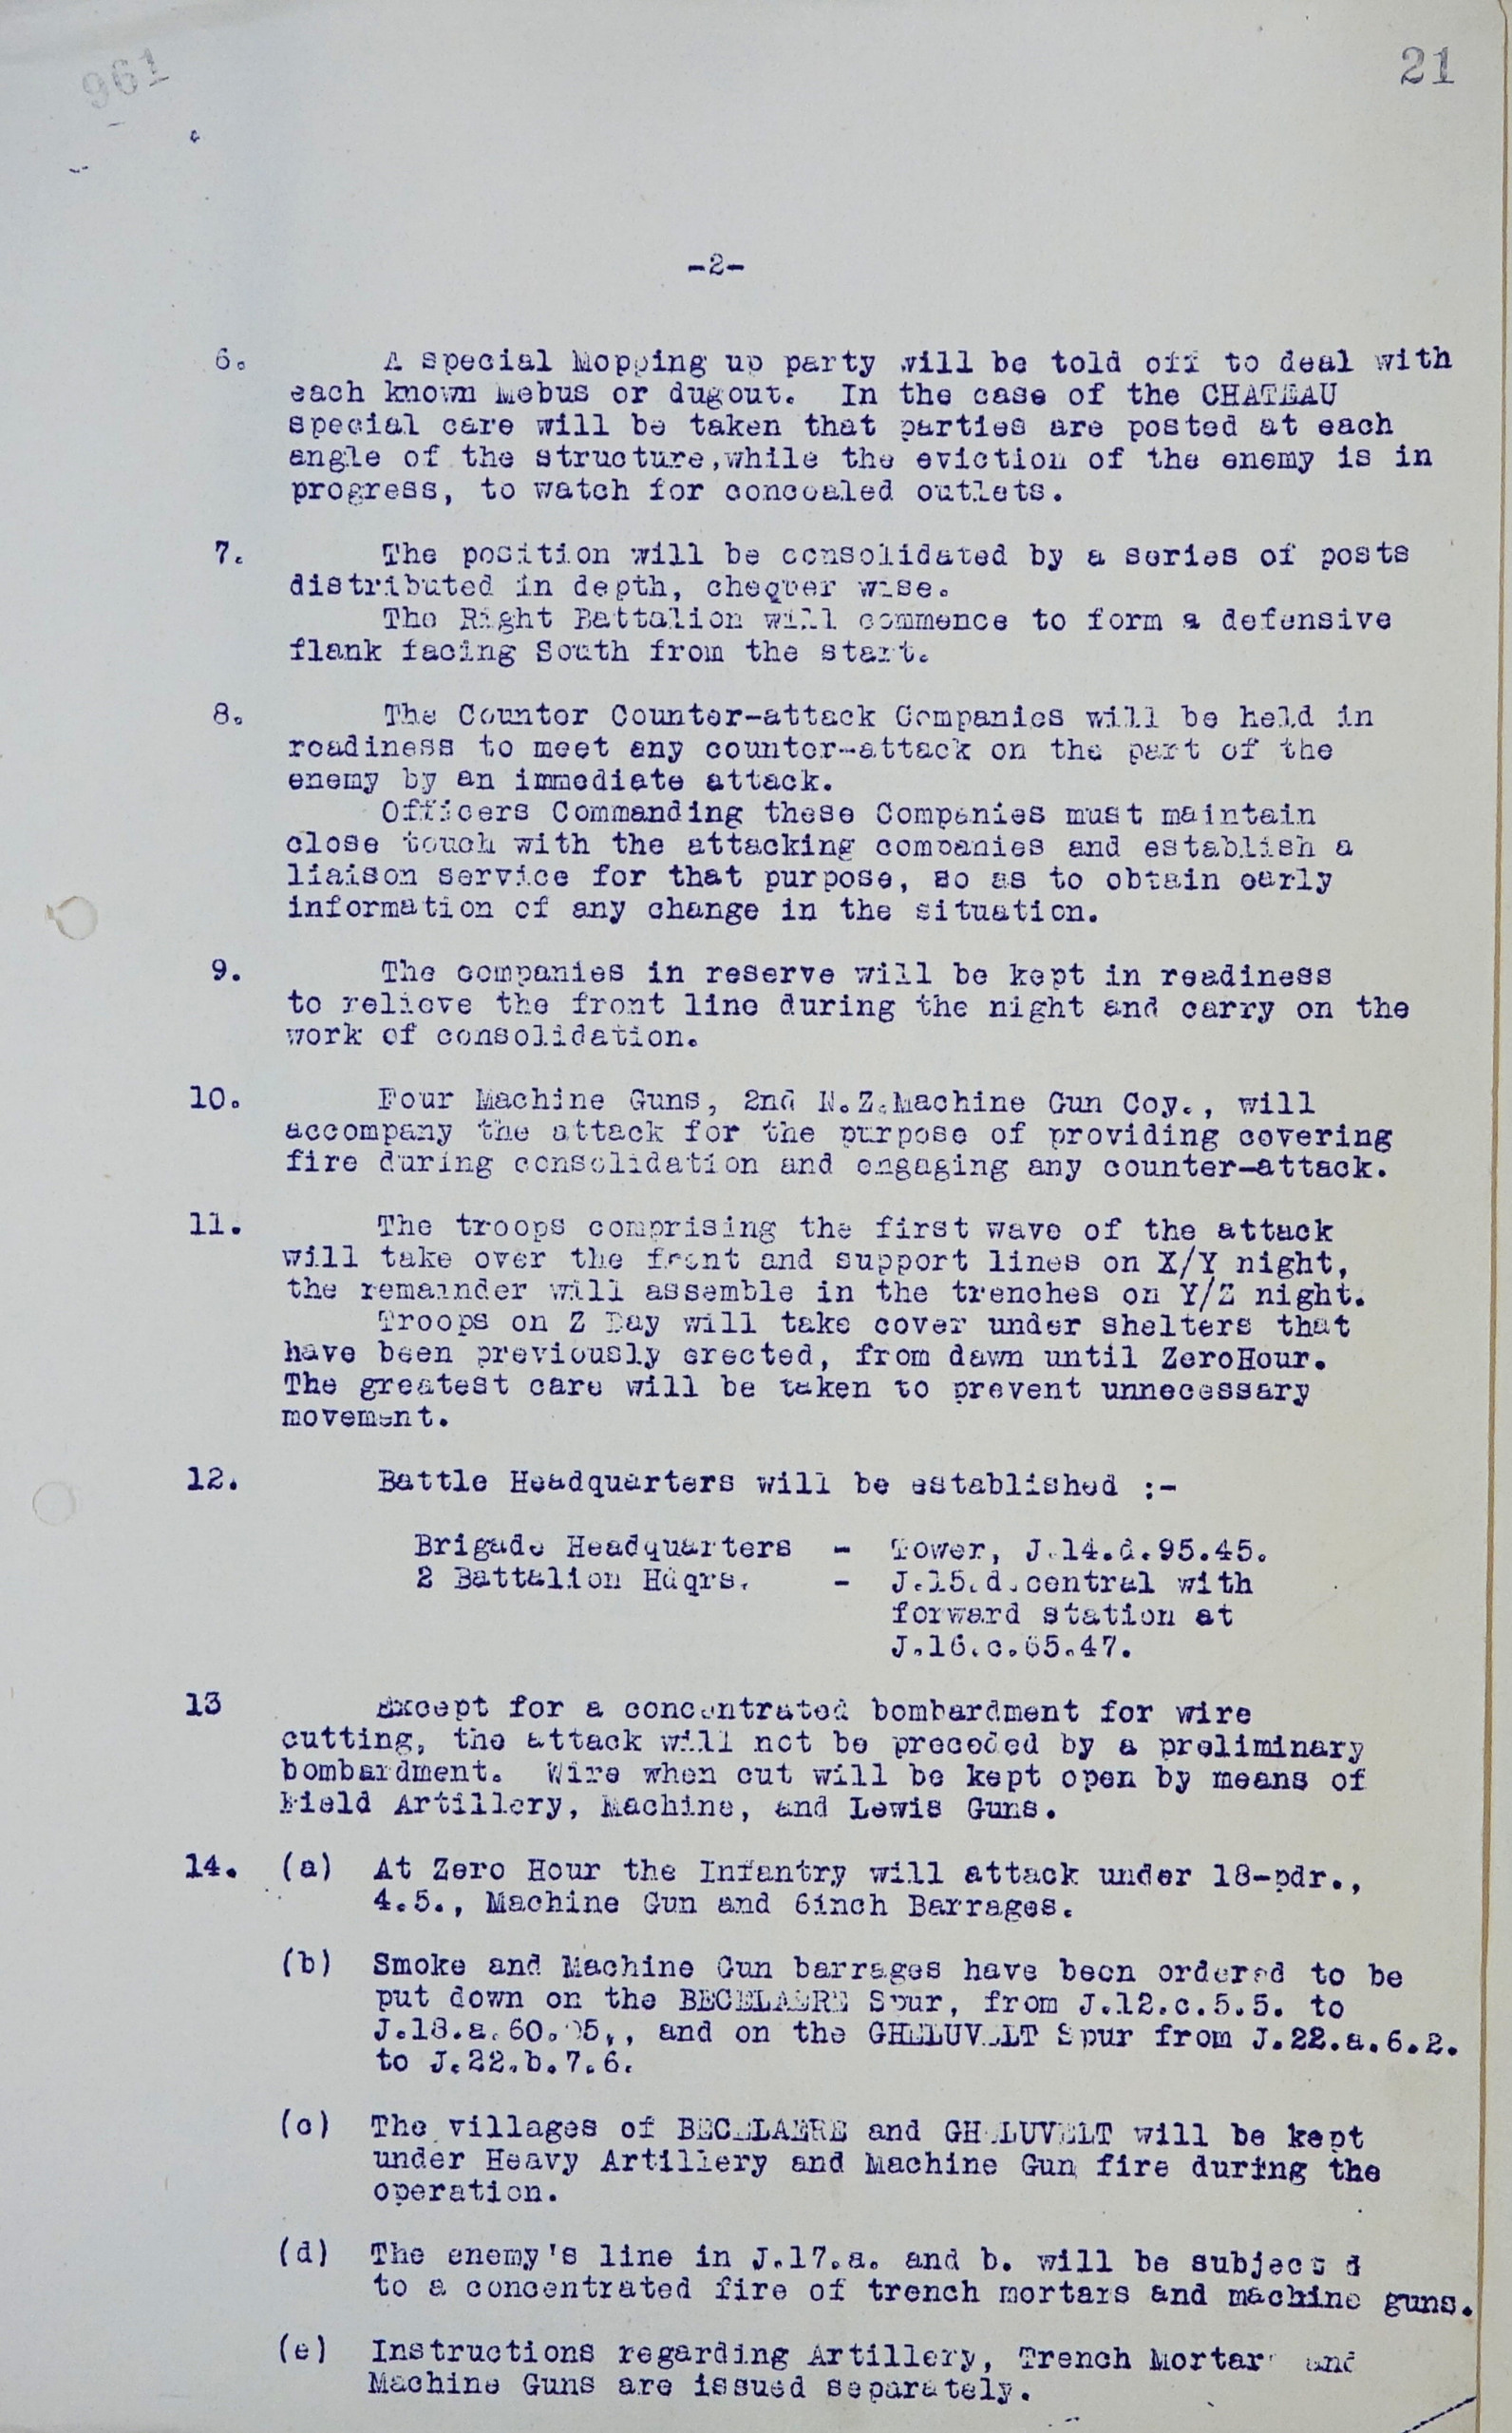 961
21
-2-
6. A special Mopping up party will be told off to deal with
each known Mebus or dugout. In the case of the CHATEAU
special care will be taken that parties are posted at each
angle of the structure,while the eviction of the enemy is in
progress, to watch for concealed outlets.
7. The position will be consolidated by a series of posts
distributed in depth, chequer wise.
The Right Battalion will commence to form a defensive
flank facing South from the start.
8. The Counter Counter-attack Companies will be held in
readiness to meet any counter-attack on the part of the
enemy by an immediate attack.
Officers Commanding these Companies must maintain
close touch with the attacking companies and establish a
liaison service for that purpose, so as to obtain early
information of any change in the situation.
9. The companies in reserve will be kept in readiness
to relieve the front line during the night and carry on the
work of consolidation.
10. Four Machine Guns, 2nd N.Z.Machine Gun Coy., will
accompany the attack for the purpose of providing covering
fire during consolidation and engaging any counter-attack.
11. The troops comprising the first wave of the attack
will take over the front and support lines on X/Y night,
the remainder will assemble in the trenches on Y/Z night.
Troops on Z Day will take cover under shelters that
have been previously erected, from dawn until ZeroHour.
The greatest care will be taken to prevent unnecessary
movement.
12. Battle Headquarters will be established :-
Brigade Headquarters - Tower, J.14.d.95.45.
2 Battalion Hdqrs. - J.15.d.central with
forward station at
J.16.c.65.47.
13 Except for a concentrated bombardment for wire
cutting, the attack will not be preceded by a preliminary
bombardment. Wire when cut will be kept open by means of
Field Artillery, Machine, and Lewis Guns.
14. (a) At Zero Hour the Infantry will attack under 18-pdr.,
4.5., Machine Gun and 6inch Barrages.
(b) Smoke and Machine Gun barrages have been ordered to be
put down on the BECELAERE Spur, from J.12.c.5.5. to
and on the GHELUVELT Spur from J.22.a.6.2.
to J.22.b.7.6.
(c) The villages of BECELAERE and GHELUVELT will be kept
under Heavy Artillery and Machine Gun fire during the
operation.
(d) The enemy's line in J.17.a. and b. will be subjected
to a concentrated fire of trench mortars and machine guns.
(e) Instructions regarding Artillery, Trench Mortar and
Machine Guns are issued separately.